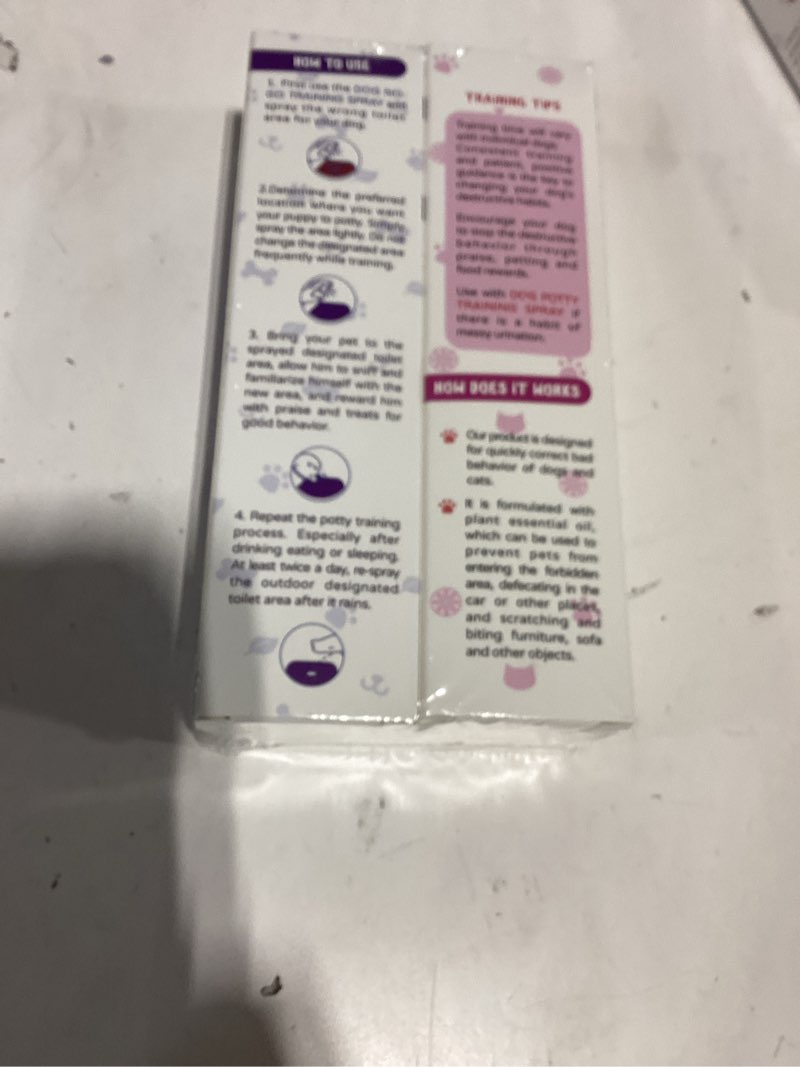 HOW TO USE
1. First use the DOG NO-
GO TRAINING SPRAY and
spray the wrong toilet
area for your dog.
2.Determine the preferred
location where you want
your puppy to potty. Simply
spray the area lightly. Do not
change the designated area
frequently while training.
3. Bring your pet to the
sprayed designated toilet
area, allow him to sniff and
familiarize himself with the
new area, and reward him
with praise and treats for
good behavior.
4. Repeat the potty training
process. Especially after
drinking eating or sleeping.
At least twice a day, re-spray
the outdoor designated
toilet area after it rains.
TRAINING TIPS
Training time will vary
with individual dogs.
Consistent training
and patient, positive
guidance is the key to
changing your dog's
destructive habits.
Encourage your dog
to stop the destructive
behavior through
praise, petting and
food rewards.
Use with DOG POTTY
TRAINING SPRAY if
there is a habit of
messy urination.
HOW DOES IT WORKS
Our product is designed
for quickly correct bad
behavior of dogs and
cats.
It is formulated with
plant essential oil,
which can be used to
prevent pets from
entering the forbidden
area, defecating in the
car or other places,
and scratching and
biting furniture, sofa
and other objects.